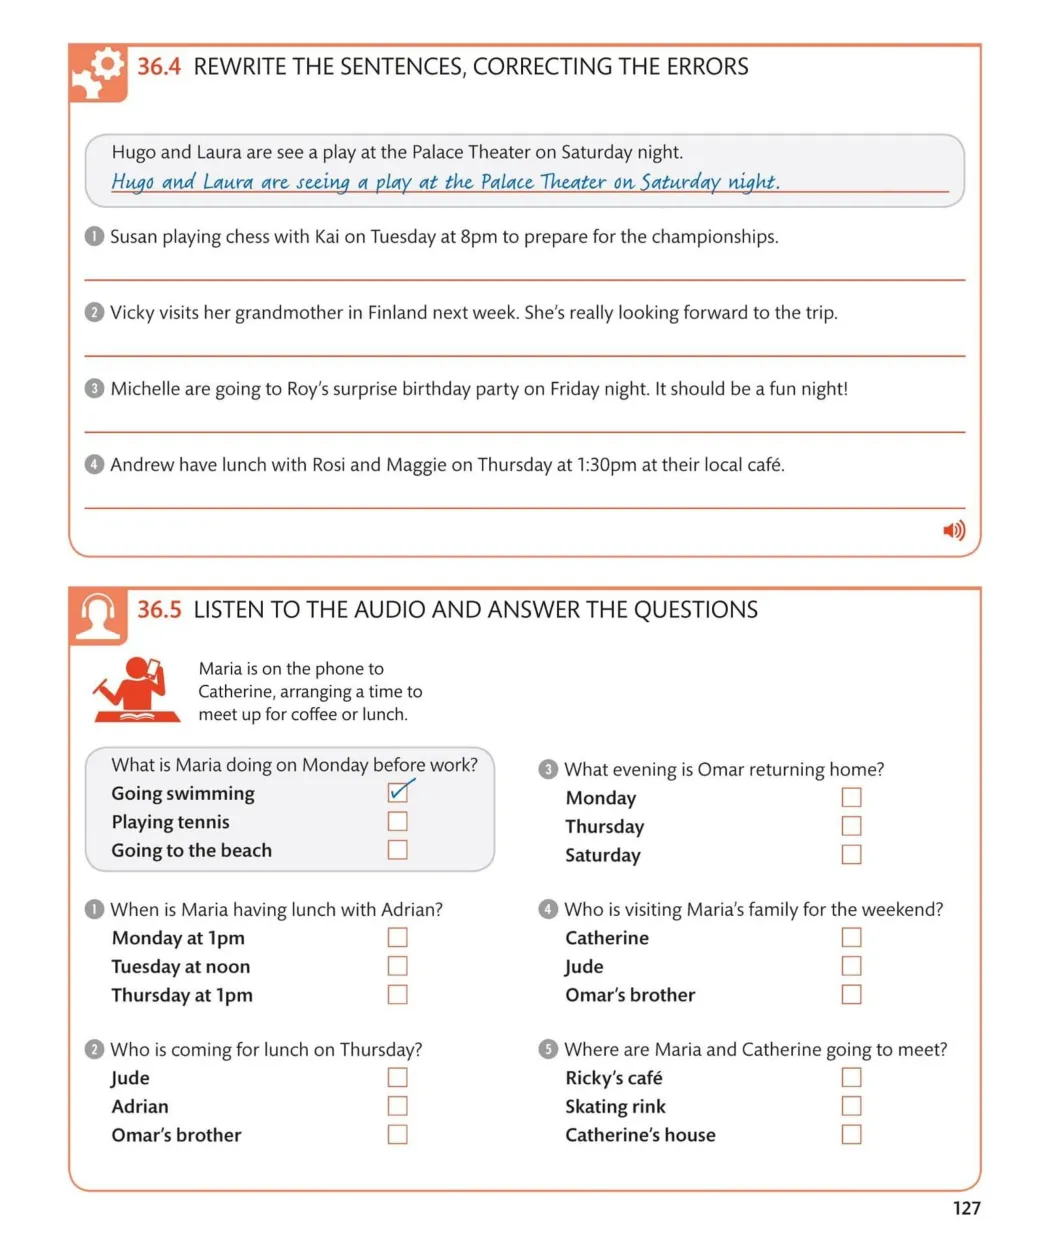 36.4 REWRITE THE SENTENCES, CORRECTING THE ERRORS
Hugo and Laura are see a play at the Palace Theater on Saturday night.
Hugo and Laura are seeing a play at the Palace Theater on Saturday night.
1 Susan playing chess with Kai on Tuesday at 8pm to prepare for the championships.
2 Vicky visits her grandmother in Finland next week. She's really looking forward to the trip.
3 Michelle are going to Roy's surprise birthday party on Friday night. It should be a fun night!
4 Andrew have lunch with Rosi and Maggie on Thursday at 1:30pm at their local café.
36.5 LISTEN TO THE AUDIO AND ANSWER THE QUESTIONS
Maria is on the phone to
Catherine, arranging a time to
meet up for coffee or lunch.
What is Maria doing on Monday before work?
Going swimming
Playing tennis
Going to the beach
1 When is Maria having lunch with Adrian?
Monday at 1pm
Tuesday at noon
Thursday at 1pm
2 Who is coming for lunch on Thursday?
Jude
Adrian
Omar's brother
3 What evening is Omar returning home?
Monday
Thursday
Saturday
4 Who is visiting Maria's family for the weekend?
Catherine
Jude
Omar's brother
5 Where are Maria and Catherine going to meet?
Ricky's café
Skating rink
Catherine's house
127